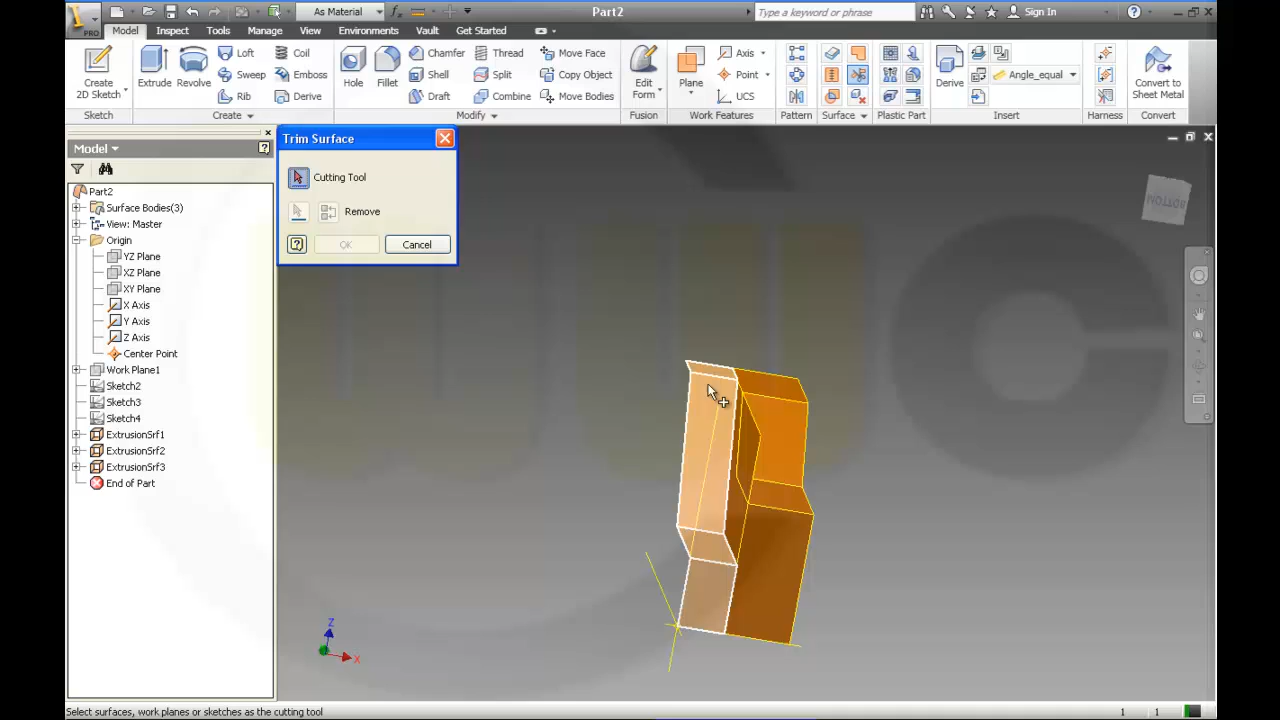 As Material
Part2
Type a keyword or phrase
Sign In
PRO
Model Inspect Tools Manage View Environments Vault Get Started
Create
2D Sketch
Extrude
Revolve
Loft
Sweep
Rib
Coil
Emboss
Derive
Hole
Fillet
Chamfer
Shell
Draft
Thread
Split
Combine
Move Face
Copy Object
Move Bodies
Edit
Form
Plane
Axis
Point
UCS
Derive
Angle_equal
Convert to
Sheet Metal
Sketch Create Modify Fusion Work Features Pattern Surface Plastic Part Insert Harness Convert
Model
Part2
Surface Bodies(3)
View: Master
Origin
YZ Plane
XZ Plane
XY Plane
X Axis
Y Axis
Z Axis
Center Point
Work Plane1
Sketch2
Sketch3
Sketch4
ExtrusionSrf1
ExtrusionSrf2
ExtrusionSrf3
End of Part
Trim Surface
Cutting Tool
Remove
OK
Cancel
BOTTOM
Z
X
Select surfaces, work planes or sketches as the cutting tool
1 1